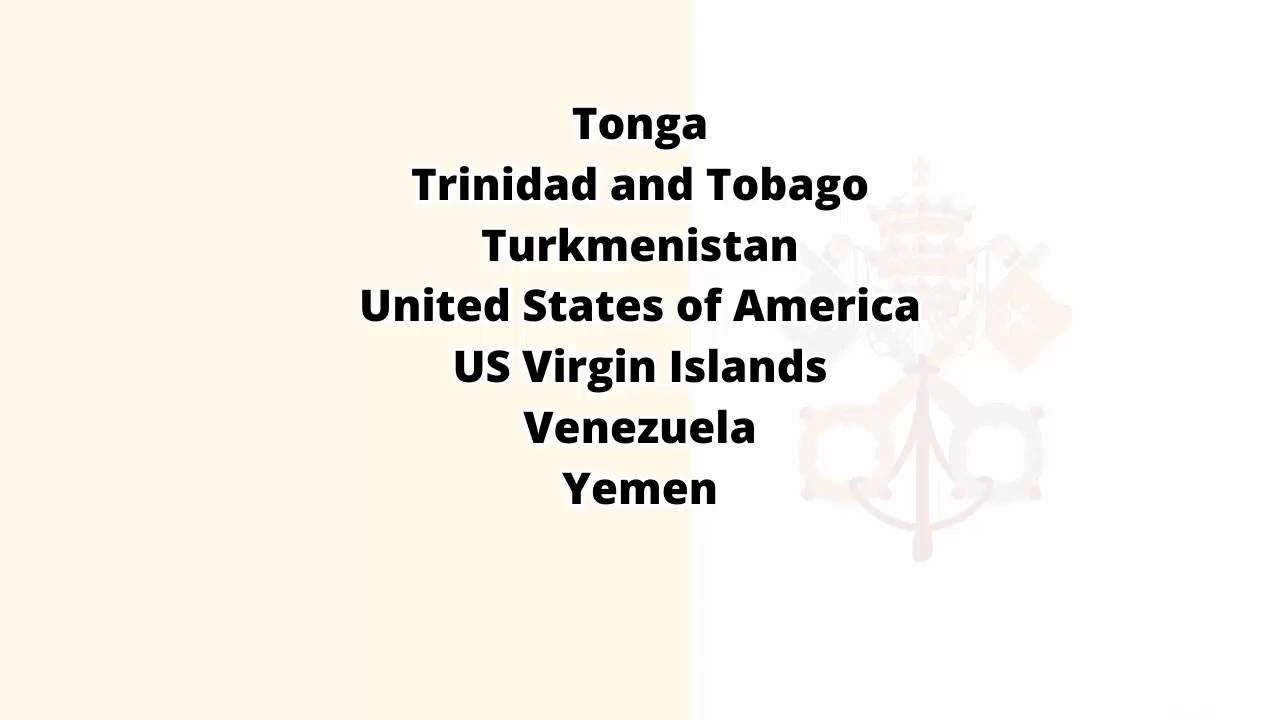 Tonga
Trinidad and Tobago
Turkmenistan
United States of America
US Virgin Islands
Venezuela
Yemen